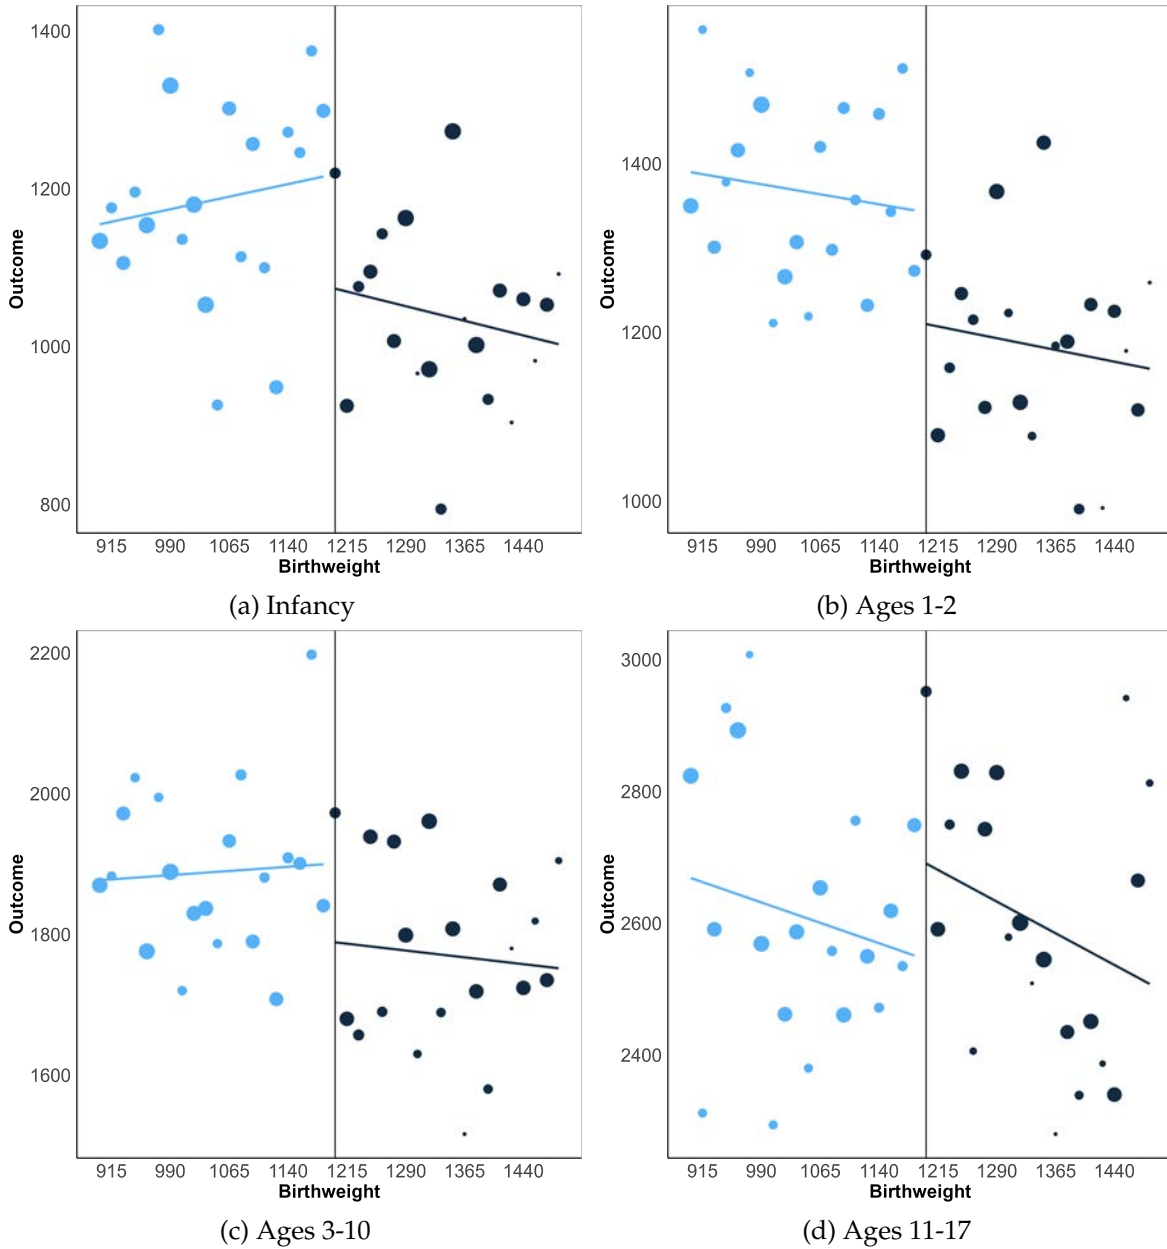 1400
1200
1000
800
Outcome
915 990 1065 1140 1215 1290 1365 1440
Birthweight
(a) Infancy
1400
1200
1000
Outcome
915 990 1065 1140 1215 1290 1365 1440
Birthweight
(b) Ages 1-2
2200
2000
1800
1600
Outcome
915 990 1065 1140 1215 1290 1365 1440
Birthweight
(c) Ages 3-10
3000
2800
2600
2400
Outcome
915 990 1065 1140 1215 1290 1365 1440
Birthweight
(d) Ages 11-17